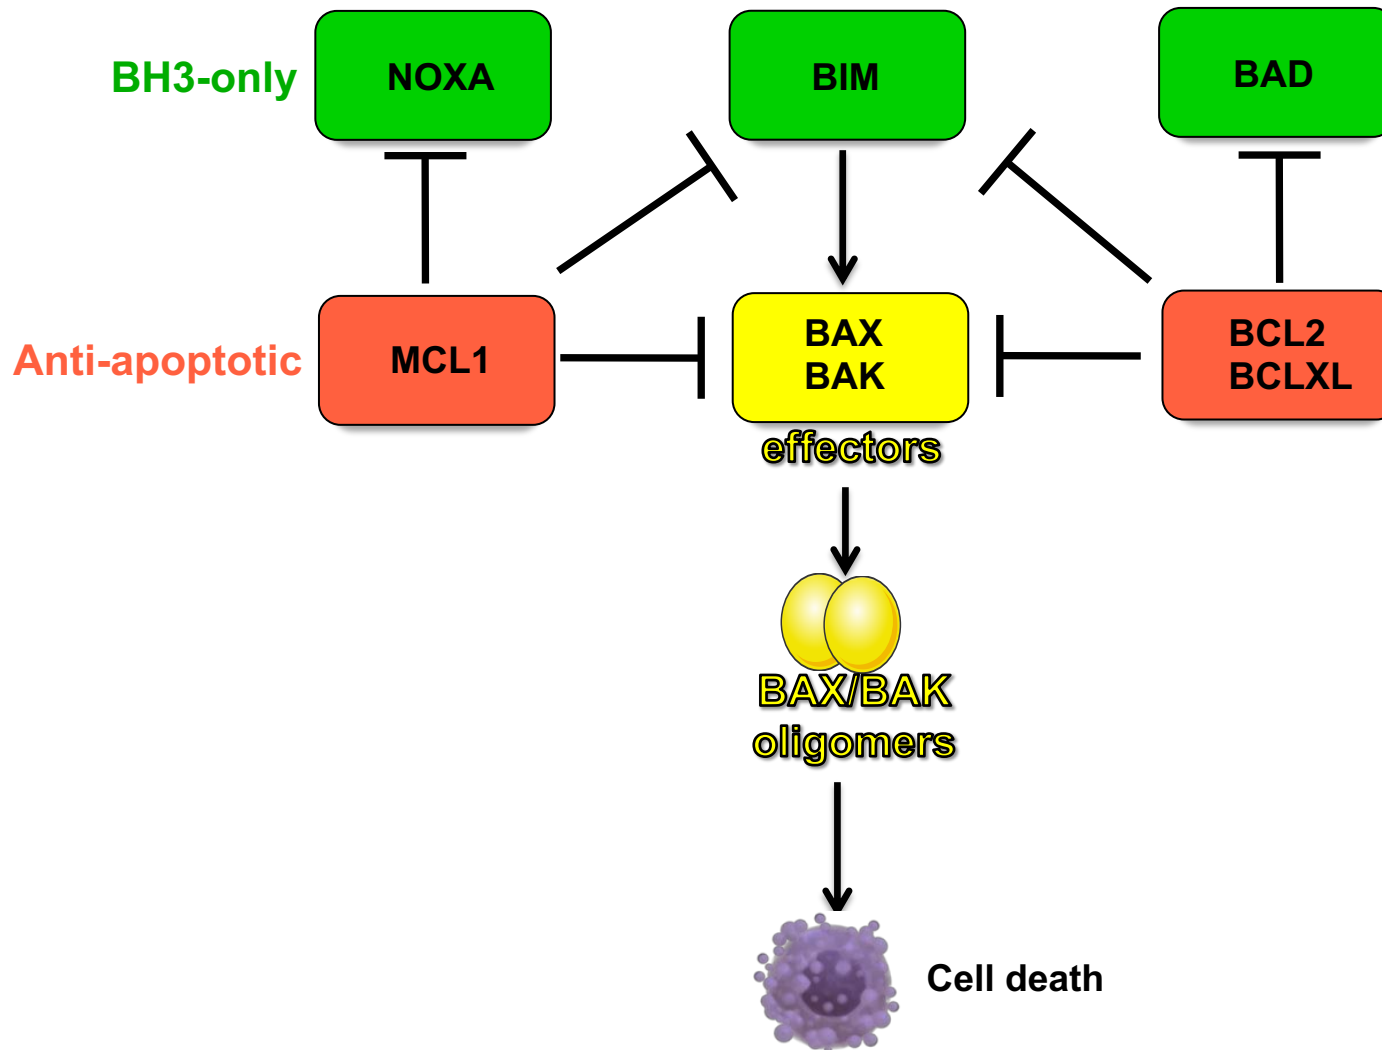 BH3-only
NOXA
BIM
BAD
Anti-apoptotic
MCL1
BAX
BAK
BCL2
BCLXL
effectors
BAX/BAK
oligomers
Cell death